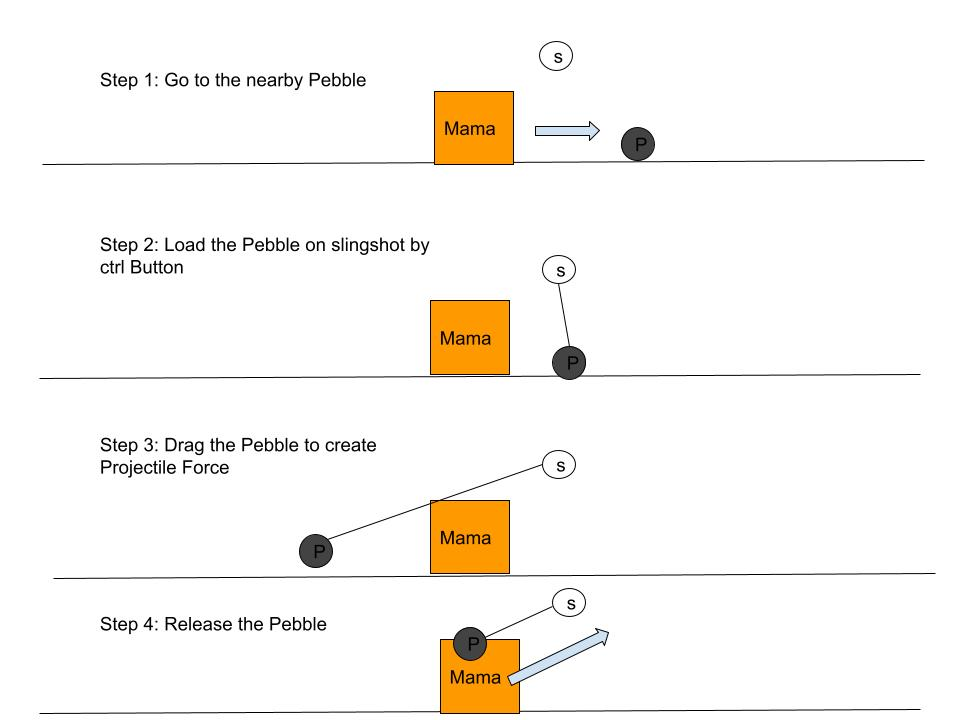 s
Step 1: Go to the nearby Pebble
Mama
P
Step 2: Load the Pebble on slingshot by
ctrl Button
s
Mama
P
Step 3: Drag the Pebble to create
Projectile Force
s
Mama
P
Step 4: Release the Pebble
s
P
Mama